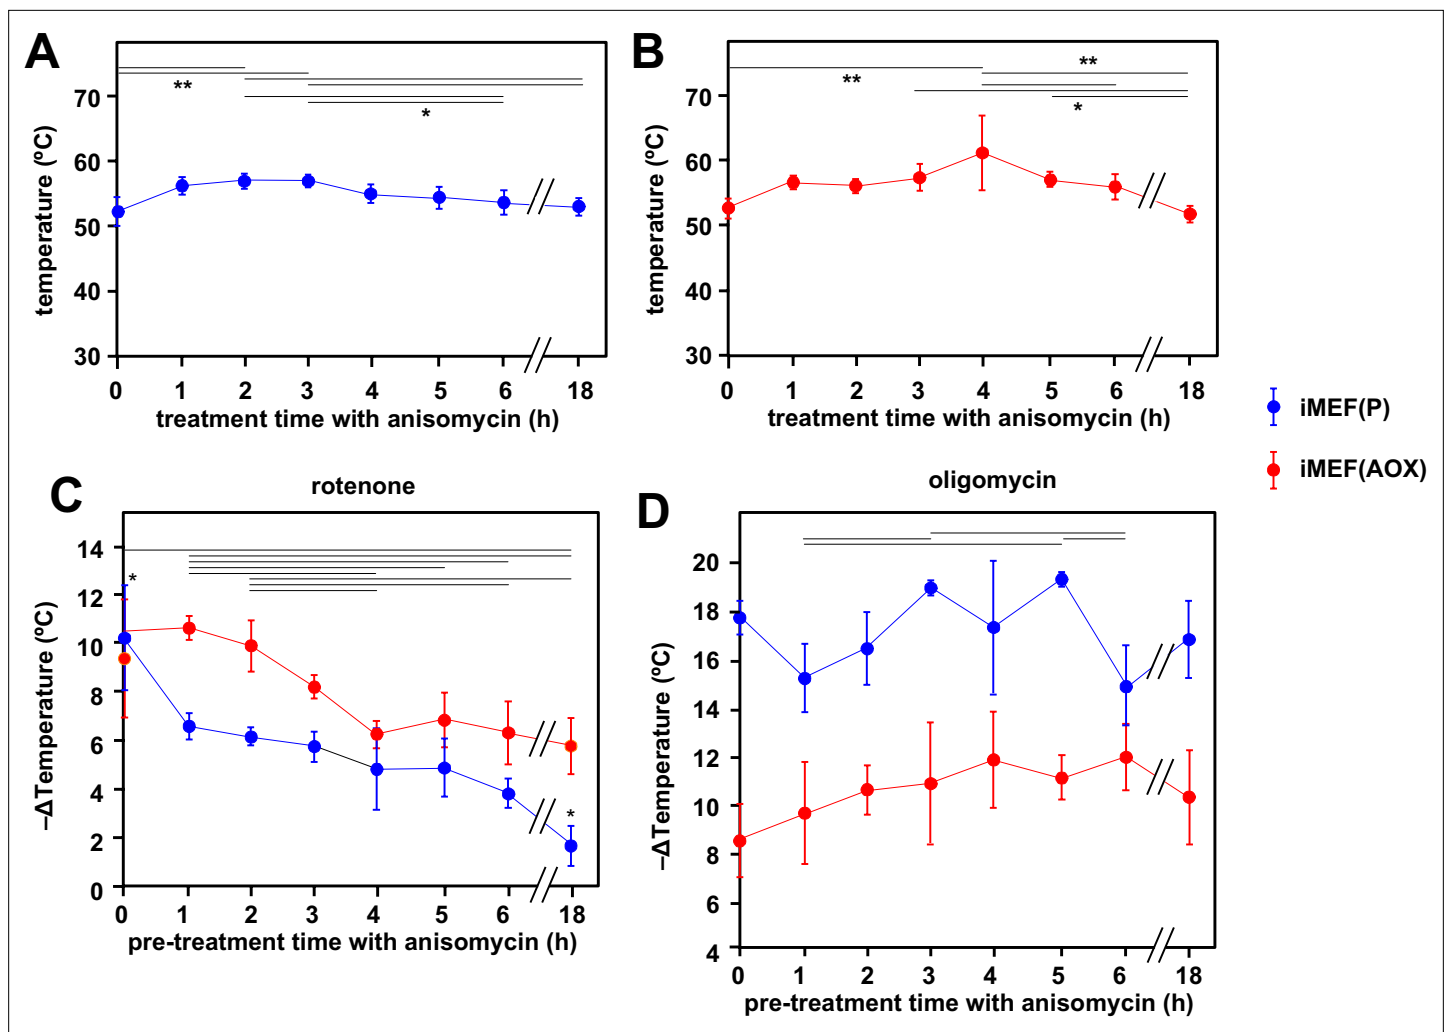 A
**
*
temperature (ºC)
70
60
50
40
30
0 1 2 3 4 5 6 18
treatment time with anisomycin (h)
B
**
**
*
temperature (ºC)
70
60
50
40
30
0 1 2 3 4 5 6 18
treatment time with anisomycin (h)
iMEF(P)
iMEF(AOX)
C
rotenone
*
*
–ΔTemperature (ºC)
14
12
10
8
6
4
2
0
0 1 2 3 4 5 6 18
pre-treatment time with anisomycin (h)
D
oligomycin
–ΔTemperature (ºC)
20
18
16
14
12
10
8
6
4
0 1 2 3 4 5 6 18
pre-treatment time with anisomycin (h)